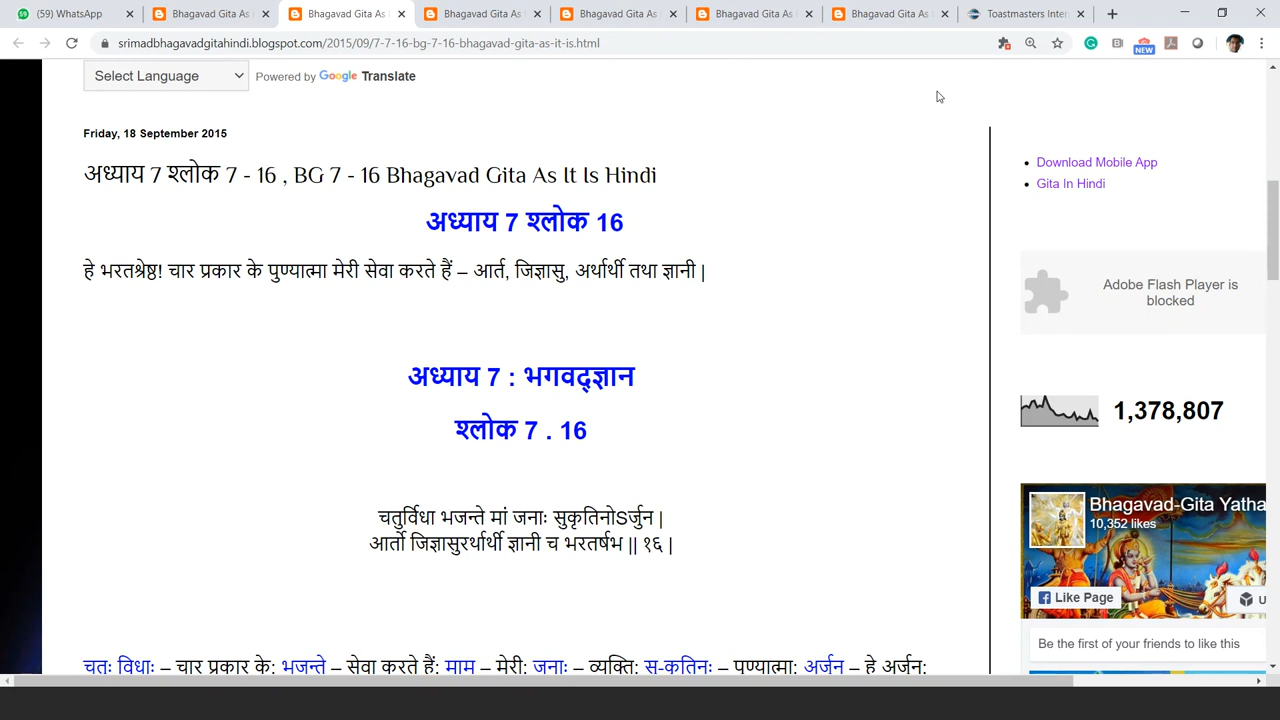 (59) WhatsApp
Bhagavad Gita As I
Bhagavad Gita As I
Bhagavad Gita As I
Bhagavad Gita As
Bhagavad Gita As I
Bhagavad Gita As I
Toastmasters Inter
srimadbhagavadgitahindi.blogspot.com/2015/09/7-7-16-bg-7-16-bhagavad-gita-as-it-is.html
NEW
Select Language
Powered by Google Translate
Friday, 18 September 2015
अध्याय 7 श्लोक 7 - 16 , BG 7 - 16 Bhagavad Gita As It Is Hindi
अध्याय 7 श्लोक 16
हे भरतश्रेष्ठ! चार प्रकार के पुण्यात्मा मेरी सेवा करते हैं – आर्त, जिज्ञासु, अर्थार्थी तथा ज्ञानी |
अध्याय 7 : भगवद्ज्ञान
श्लोक 7 . 16
चतुर्विधा भजन्ते मां जनाः सुकृतिनोSर्जुन |
आर्तो जिज्ञासुरर्थार्थी ज्ञानी च भरतर्षभ || १६ |
चतुः विधाः – चार प्रकार के; भजन्ते – सेवा करते हैं; माम – मेरी; जनाः – व्यक्ति; सु-कृतिनः – पुण्यात्मा; अर्जुन – हे अर्जुन;
Download Mobile App
Gita In Hindi
Adobe Flash Player is
blocked
1,378,807
Bhagavad-Gita Yatha
10,352 likes
Like Page
U
Be the first of your friends to like this